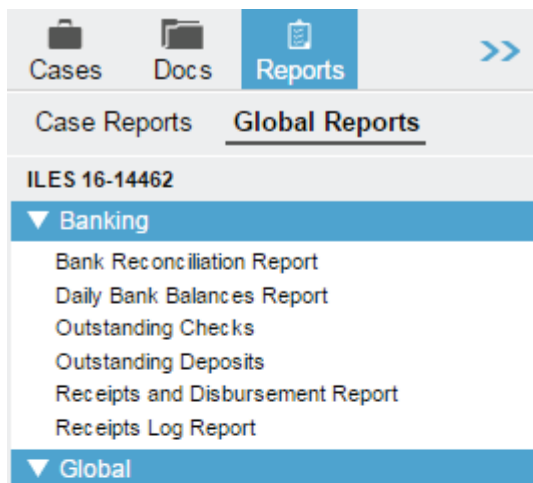 Cases Docs Reports >>
Case Reports Global Reports
ILES 16-14462
Banking
Bank Reconciliation Report
Daily Bank Balances Report
Outstanding Checks
Outstanding Deposits
Receipts and Disbursement Report
Receipts Log Report
Global